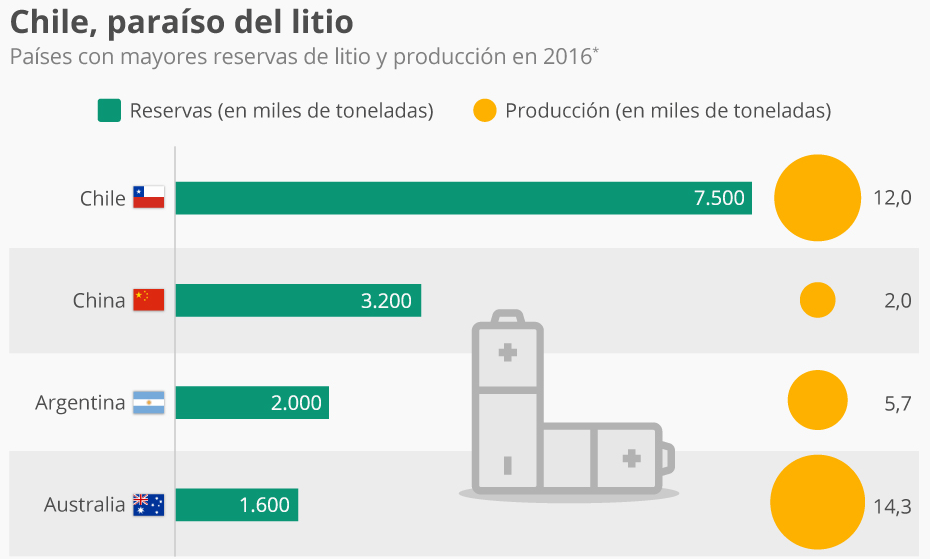 Chile, paraíso del litio
Países con mayores reservas de litio y producción en 2016*
Reservas (en miles de toneladas) Producción (en miles de toneladas)
Chile 7.500 12,0
China 3.200 2,0
Argentina 2.000 5,7
Australia 1.600 14,3